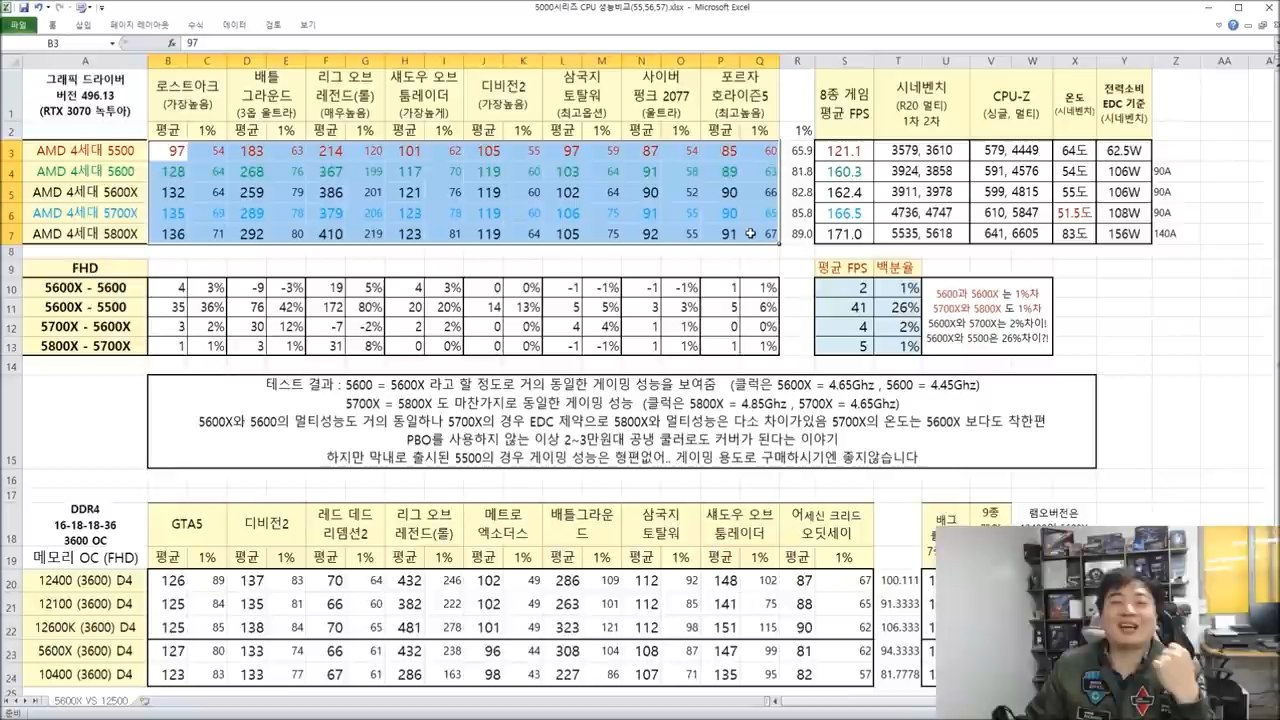 5000시리즈 CPU 성능비교(55,56,57).xlsx - Microsoft Excel
파일 홈 삽입 페이지 레이아웃 수식 데이터 검토 보기
B3 fx 97
A B C D E F G H I J K L M N O P Q R S T U V W X Y Z AA AB
1 그래픽 드라이버 버전 496.13 (RTX 3070 녹투아) 로스트아크 (가장높음) 배틀 그라운드 (3옵 울트라) 리그 오브 레전드(롤) (매우높음) 섀도우 오브 툼레이더 (가장높게) 디비전2 (가장높음) 삼국지 토탈워 (최고옵션) 사이버 펑크 2077 (울트라) 포르자 호라이즌5 (최고높음) 8종 게임 평균 FPS 시네벤치 (R20 멀티) 1차 2차 CPU-Z (싱글, 멀티) 온도 (시네벤치) 전력소비 EDC 기준 (시네벤치)
2 평균 1% 평균 1% 평균 1% 평균 1% 평균 1% 평균 1% 평균 1% 평균 1% 1%
3 AMD 4세대 5500 97 54 183 63 214 120 101 62 105 55 97 59 87 54 85 60 65.9 121.1 3579, 3610 579, 4449 64도 62.5W
4 AMD 4세대 5600 128 64 268 76 367 199 117 70 119 60 103 64 91 58 89 63 81.8 160.3 3924, 3858 591, 4576 54도 106W 90A
5 AMD 4세대 5600X 132 64 259 79 386 201 121 76 119 60 102 64 90 52 90 66 82.8 162.4 3911, 3978 599, 4815 55도 106W
6 AMD 4세대 5700X 135 69 289 78 379 206 123 78 119 60 106 75 91 55 90 65 85.8 166.5 4736, 4747 610, 5847 51.5도 108W 90A
7 AMD 4세대 5800X 136 71 292 80 410 219 123 81 119 64 105 75 92 55 91 67 89.0 171.0 5535, 5618 641, 6605 83도 156W 140A
8
9 FHD 평균 FPS 백분율
10 5600X - 5600 4 3% -9 -3% 19 5% 4 3% 0 0% -1 -1% -1 -1% 1 1% 2 1%
11 5600X - 5500 35 36% 76 42% 172 80% 20 20% 14 13% 5 5% 3 3% 5 6% 41 26%
12 5700X - 5600X 3 2% 30 12% -7 -2% 2 2% 0 0% 4 4% 1 1% 0 0% 4 2%
13 5800X - 5700X 1 1% 3 1% 31 8% 0 0% 0 0% -1 -1% 1 1% 1 1% 5 1%
5600과 5600X 는 1%차
5700X와 5800X 도 1%차
5600X와 5700X는 2%차이!
5600X와 5500은 26%차이?!
14
테스트 결과 : 5600 = 5600X 라고 할 정도로 거의 동일한 게이밍 성능을 보여줌 (클럭은 5600X = 4.65Ghz , 5600 = 4.45Ghz)
5700X = 5800X 도 마찬가지로 동일한 게이밍 성능 (클럭은 5800X = 4.85Ghz , 5700X = 4.65Ghz)
5600X와 5600의 멀티성능도 거의 동일하나 5700X의 경우 EDC 제약으로 5800X와 멀티성능은 다소 차이가있음 5700X의 온도는 5600X 보다도 착한편
PBO를 사용하지 않는 이상 2~3만원대 공냉 쿨러로도 커버가 된다는 이야기
15 하지만 막내로 출시된 5500의 경우 게이밍 성능은 형편없어.. 게이밍 용도로 구매하시기엔 좋지않습니다
16
17
18 DDR4 16-18-18-36 3600 OC GTA5 디비전2 레드 데드 리뎀션2 리그 오브 레전드(롤) 메트로 엑소더스 배틀그라운드 삼국지 토탈워 섀도우 오브 툼레이더 어세신 크리드 오딧세이 배그 9종 램오버전은
19 메모리 OC (FHD) 평균 1% 평균 1% 평균 1% 평균 1% 평균 1% 평균 1% 평균 1% 평균 1% 평균 1%
20 12400 (3600) D4 126 89 137 83 70 64 432 246 102 49 286 109 112 92 148 102 87 67 100.111
21 12100 (3600) D4 125 84 135 81 66 60 382 222 102 49 263 101 112 85 141 75 88 65 91.3333
22 12600K (3600) D4 125 85 138 84 70 65 481 278 101 49 323 121 112 98 151 115 90 62 106.333
23 5600X (3600) D4 127 80 133 74 66 61 432 238 96 44 308 104 108 87 147 99 81 62 94.3333
24 10400 (3600) D4 123 83 133 77 67 61 286 163 98 43 227 86 107 71 135 95 82 57 81.7778
25
5600X VS 12500
준비